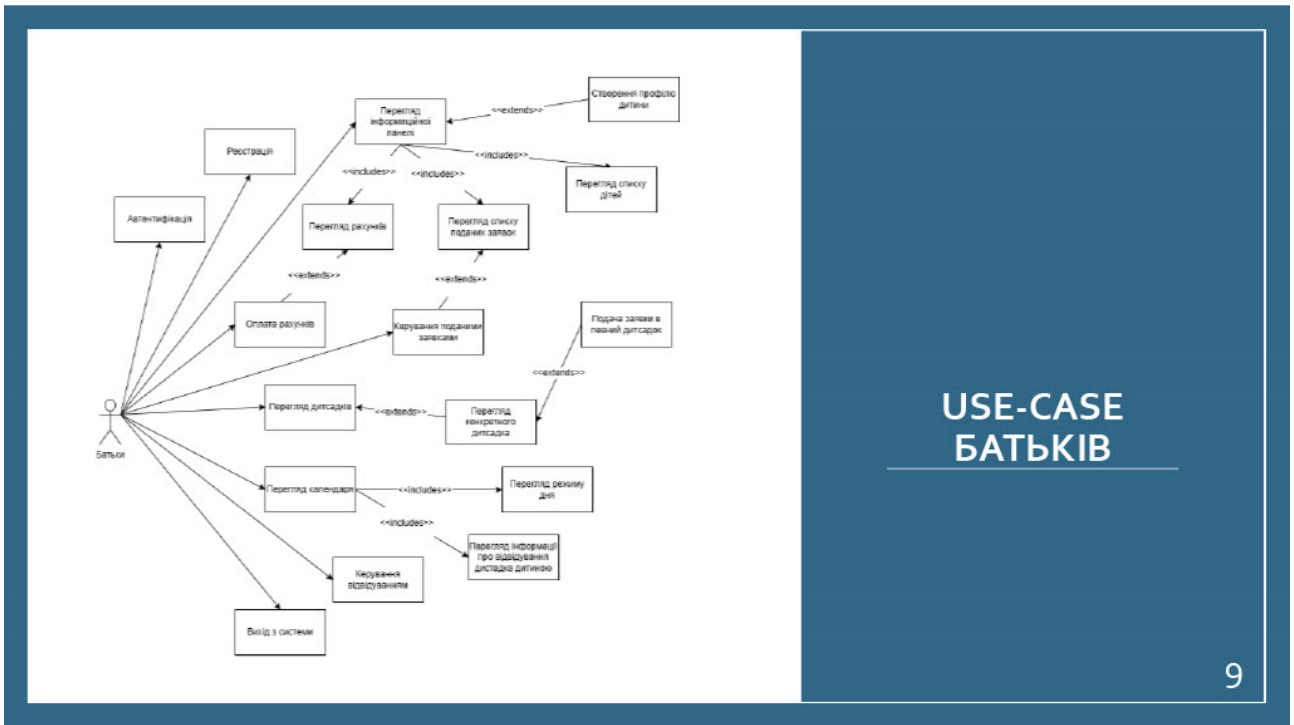 Створення профілю
дитини
<<extends>>
Перегляд
інформаційної
панелі
Реєстрація
<<includes>>
<<includes>>
<<includes>>
Перегляд списку
дітей
Автентифікація
Перегляд рахунків
Перегляд списку
поданих заявок
<<extends>>
<<extends>>
Оплата рахунків
Керування поданими
заявками
Подача заявки в
певний дитсадок
<<extends>>
Перегляд дитсадків
<<extends>>
Перегляд
конкретного
дитсадка
Батьки
Перегляд календаря
<<includes>>
Перегляд режиму
дня
<<includes>>
Перегляд інформації
про відвідування
дистадка дитиною
Керування
відвідуванням
Вихід з системи
USE-CASE
БАТЬКІВ
9